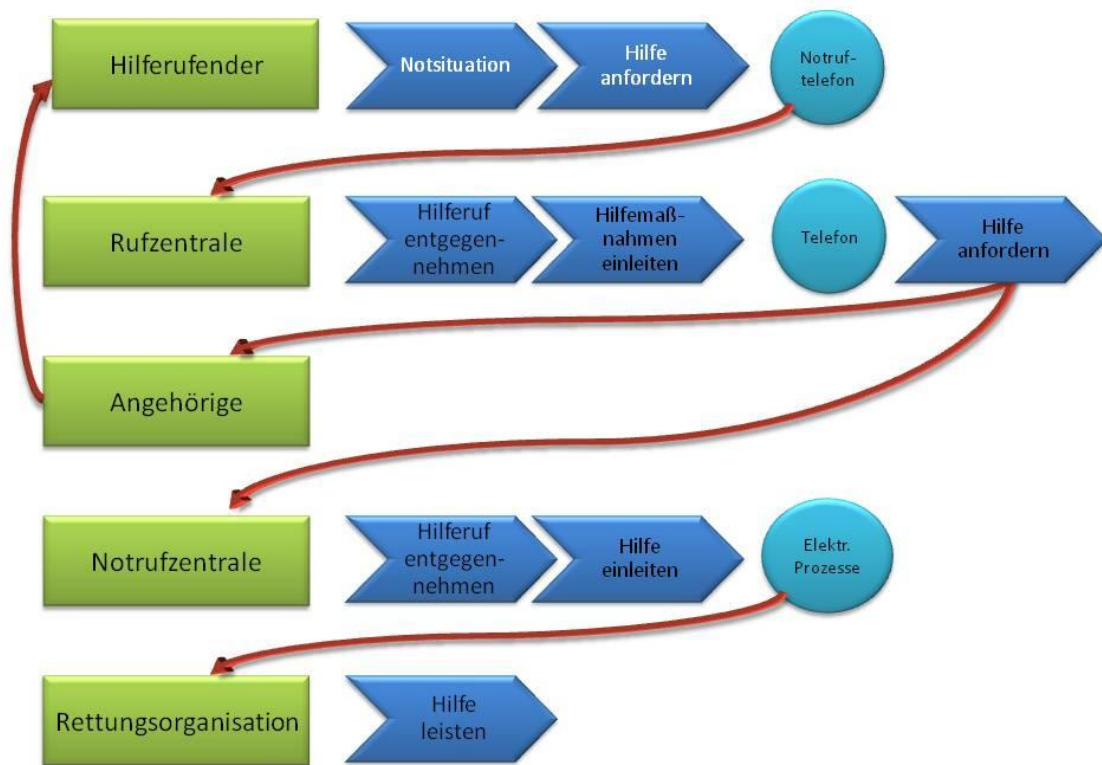 Hilferufender
Notsituation
Hilfe
anfordern
Notruf-
telefon
Rufzentrale
Hilferuf
entgegen-
nehmen
Hilfemaß-
nahmen
einleiten
Telefon
Hilfe
anfordern
Angehörige
Notrufzentrale
Hilferuf
entgegen-
nehmen
Hilfe
einleiten
Elektr.
Prozesse
Rettungsorganisation
Hilfe
leisten